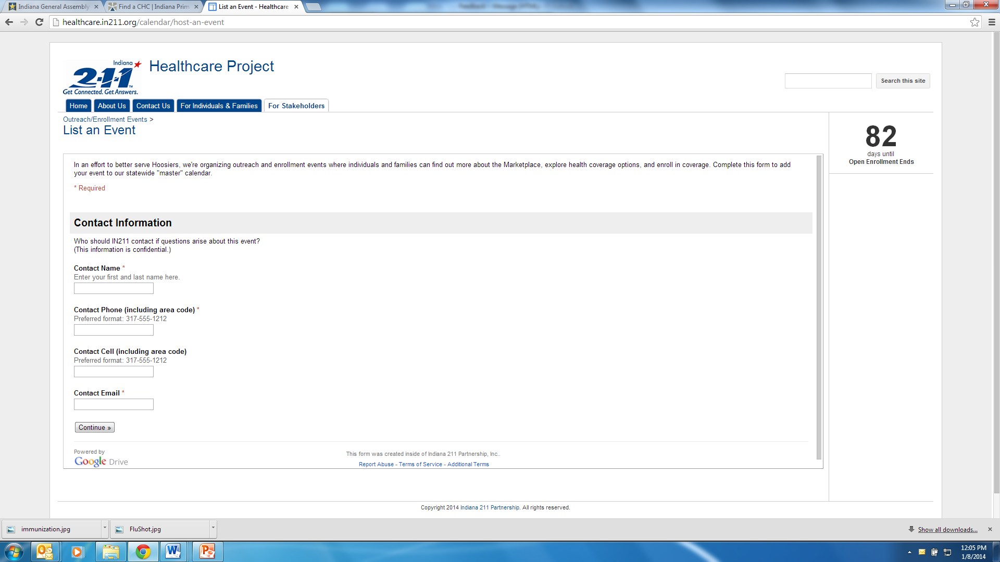 Indiana General Assembly
Find a CHC | Indiana Prim
List an Event - Healthcare
healthcare.in211.org/calendar/host-an-event
Indiana
2-1-1
TM
Get Connected. Get Answers.
Healthcare Project
Search this site
Home
About Us
Contact Us
For Individuals & Families
For Stakeholders
Outreach/Enrollment Events >
List an Event
82
days until
Open Enrollment Ends
In an effort to better serve Hoosiers, we're organizing outreach and enrollment events where individuals and families can find out more about the Marketplace, explore health coverage options, and enroll in coverage. Complete this form to add
your event to our statewide "master" calendar.
* Required
Contact Information
Who should IN211 contact if questions arise about this event?
(This information is confidential.)
Contact Name *
Enter your first and last name here.
Contact Phone (including area code) *
Preferred format: 317-555-1212
Contact Cell (including area code)
Preferred format: 317-555-1212
Contact Email *
Continue »
Powered by
Google Drive
This form was created inside of Indiana 211 Partnership, Inc..
Report Abuse - Terms of Service - Additional Terms
Copyright 2014 Indiana 211 Partnership. All rights reserved.
immunization.jpg
FluShot.jpg
Show all downloads...
12:05 PM
1/8/2014